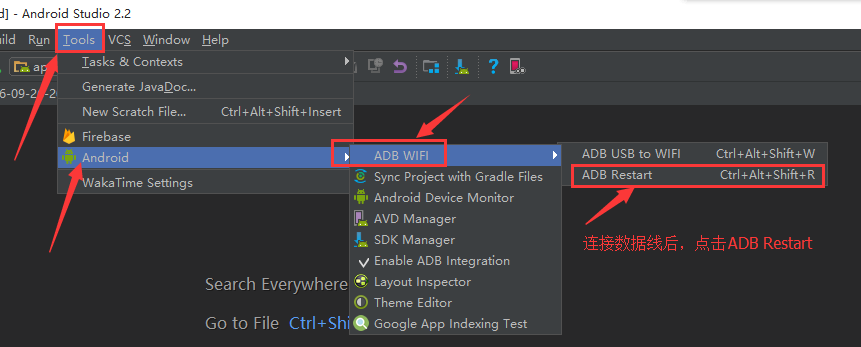 d] - Android Studio 2.2
uild Run Tools VCS Window Help
ap
Tasks & Contexts
6-09-2
Generate JavaDoc...
New Scratch File... Ctrl+Alt+Shift+Insert
Firebase
Android
WakaTime Settings
ADB WIFI
Sync Project with Gradle Files
Android Device Monitor
AVD Manager
SDK Manager
Enable ADB Integration
Layout Inspector
Theme Editor
Google App Indexing Test
ADB USB to WIFI Ctrl+Alt+Shift+W
ADB Restart Ctrl+Alt+Shift+R
连接数据线后，点击ADB Restart
Search Everywhere
Go to File Ctrl+Shi